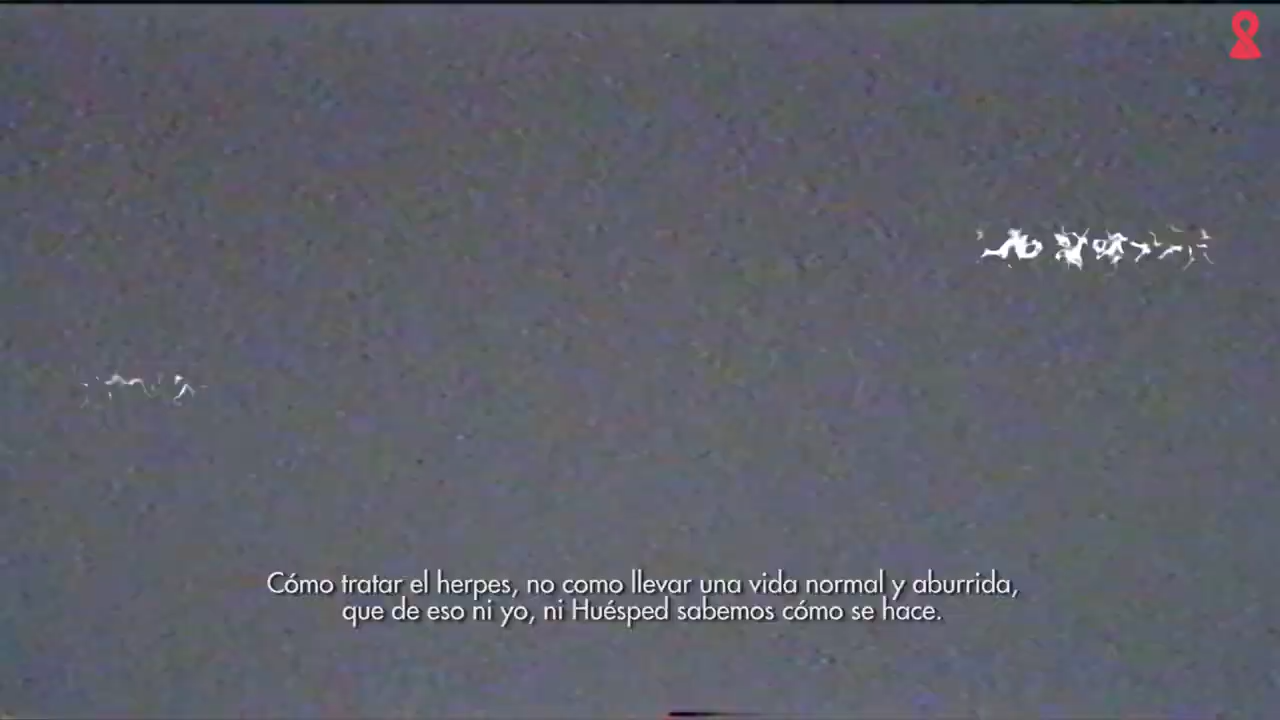 Cómo tratar el herpes, no como llevar una vida normal y aburrida,
que de eso ni yo, ni Huésped sabemos cómo se hace.